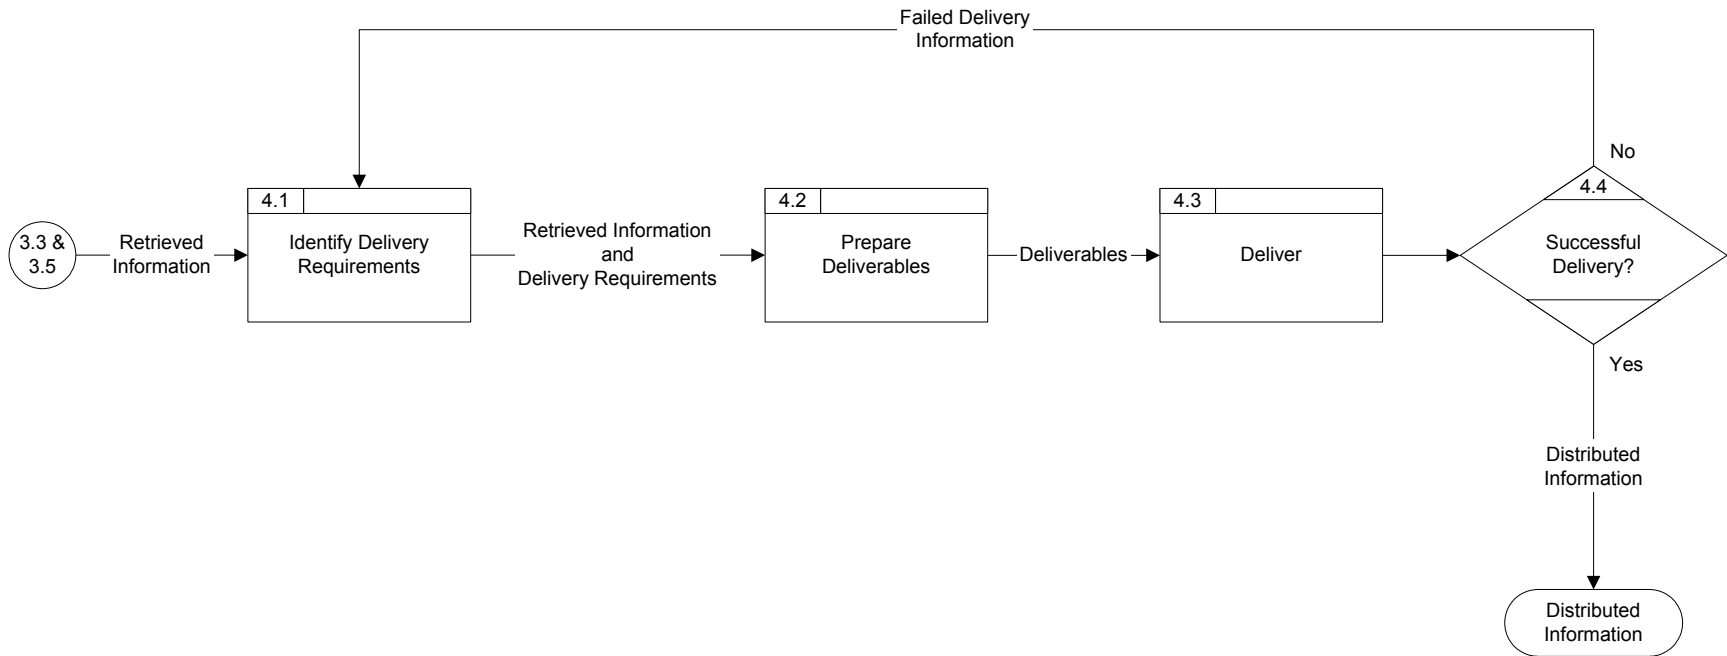 Failed Delivery
Information
No
4.1
4.2
4.3
4.4
3.3 &
3.5
Retrieved
Information
Identify Delivery
Requirements
Retrieved Information
and
Delivery Requirements
Prepare
Deliverables
Deliverables
Deliver
Successful
Delivery?
Yes
Distributed
Information
Distributed
Information